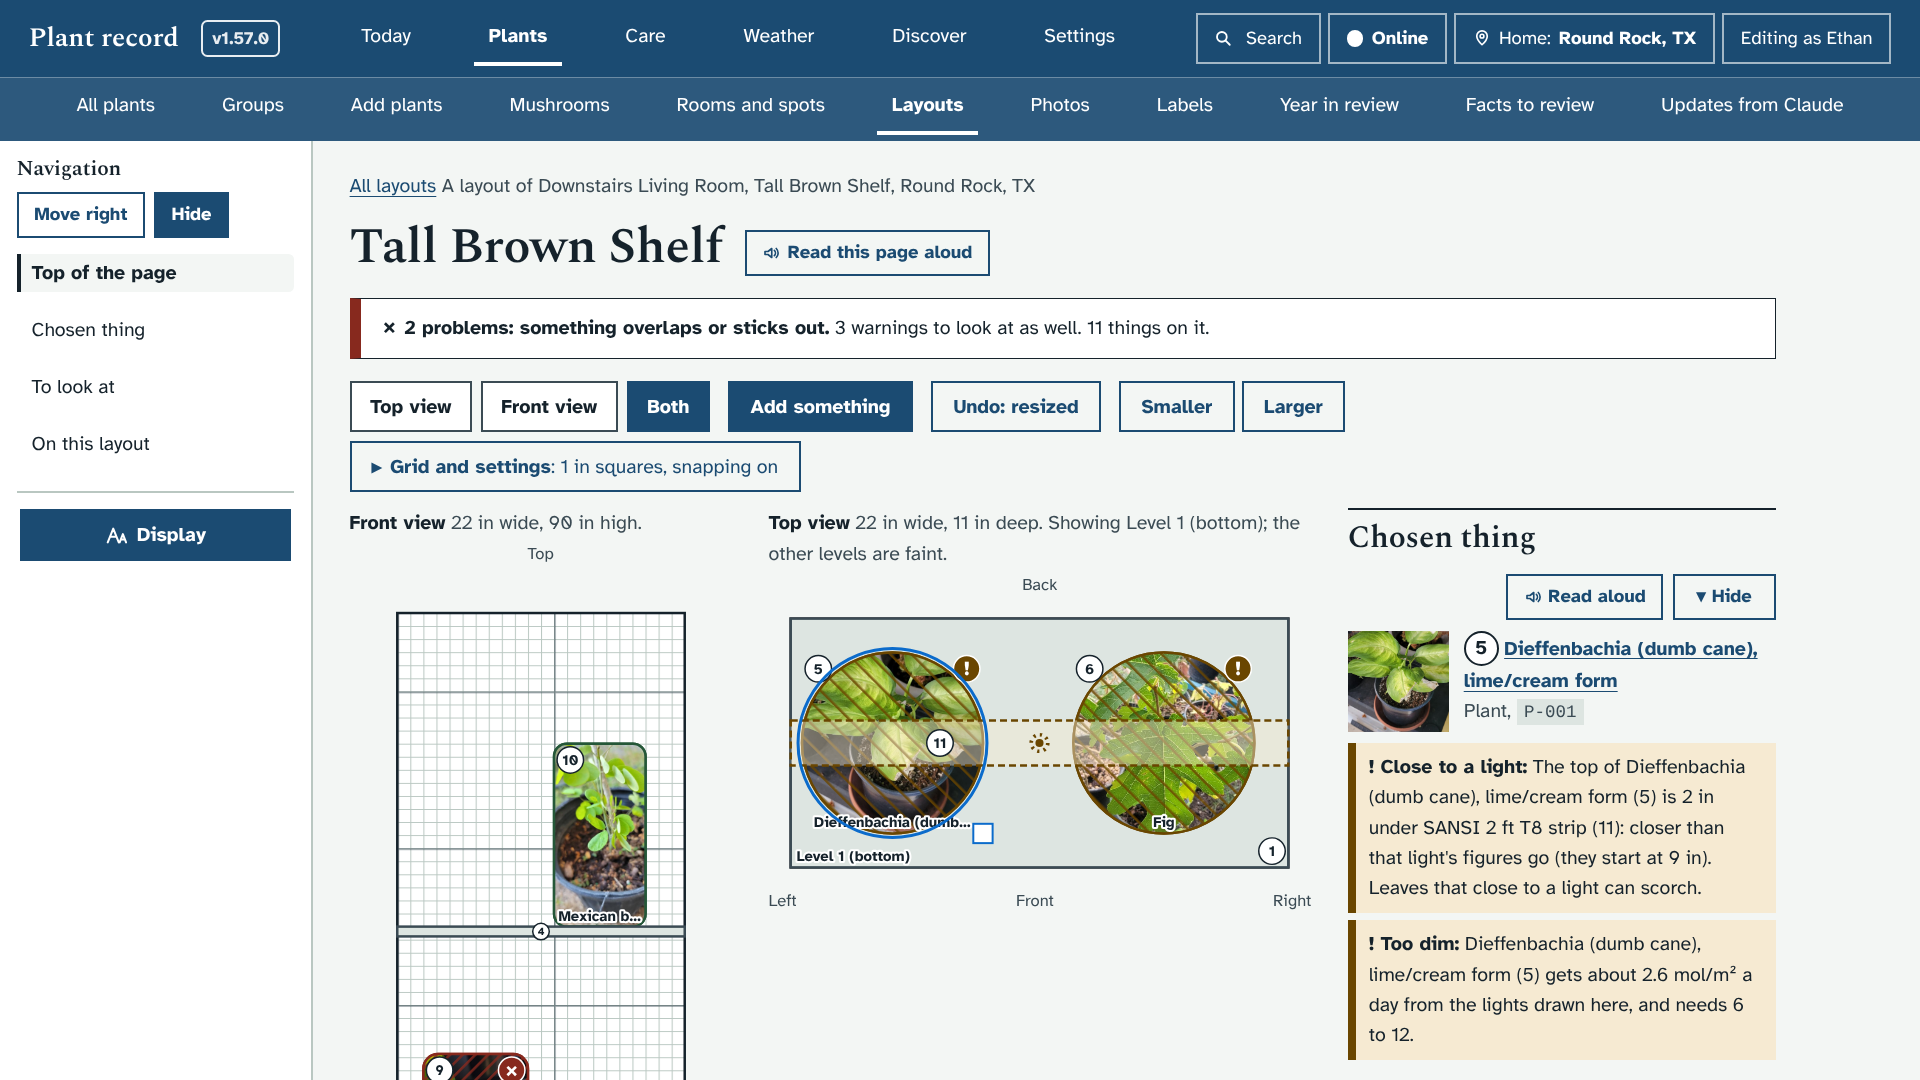 Plant record v1.57.0 Today Plants Care Weather Discover Settings Search Online Home: Round Rock, TX Editing as Ethan
All plants Groups Add plants Mushrooms Rooms and spots Layouts Photos Labels Year in review Facts to review Updates from Claude
Navigation
Move right Hide
Top of the page
Chosen thing
To look at
On this layout
Display
All layouts A layout of Downstairs Living Room, Tall Brown Shelf, Round Rock, TX
Tall Brown Shelf Read this page aloud
× 2 problems: something overlaps or sticks out. 3 warnings to look at as well. 11 things on it.
Top view Front view Both Add something Undo: resized Smaller Larger
▶ Grid and settings: 1 in squares, snapping on
Front view 22 in wide, 90 in high.
Top
10
Mexican b...
4
9 ×
Top view 22 in wide, 11 in deep. Showing Level 1 (bottom); the
other levels are faint.
Back
5 ! 6 !
11
Dieffenbachia (dumb... Fig
Level 1 (bottom) 1
Left Front Right
Chosen thing
Read aloud ▼ Hide
5 Dieffenbachia (dumb cane),
lime/cream form
Plant, P-001
! Close to a light: The top of Dieffenbachia
(dumb cane), lime/cream form (5) is 2 in
under SANSI 2 ft T8 strip (11): closer than
that light's figures go (they start at 9 in).
Leaves that close to a light can scorch.
! Too dim: Dieffenbachia (dumb cane),
lime/cream form (5) gets about 2.6 mol/m² a
day from the lights drawn here, and needs 6
to 12.